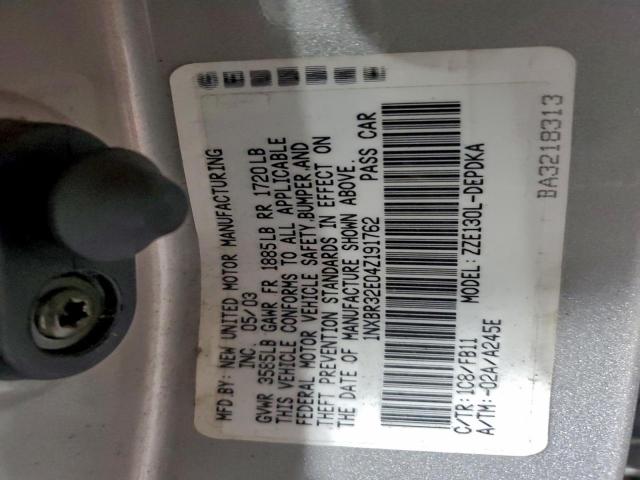 MFD.BY: NEW UNITED MOTOR MANUFACTURING
INC. 05/03
GVWR 3585LB GAWR FR 1885LB RR 1720LB
THIS VEHICLE CONFORMS TO ALL APPLICABLE
FEDERAL MOTOR VEHICLE SAFETY,BUMPER,AND
THEFT PREVENTION STANDARDS IN EFFECT ON
THE DATE OF MANUFACTURE SHOWN ABOVE.
1NXBR32E04Z191762 PASS CAR
C/TR:1C8/FB11 MODEL:ZZE130L-DEPDKA
A/TM:-02A/A245E
BA3218313